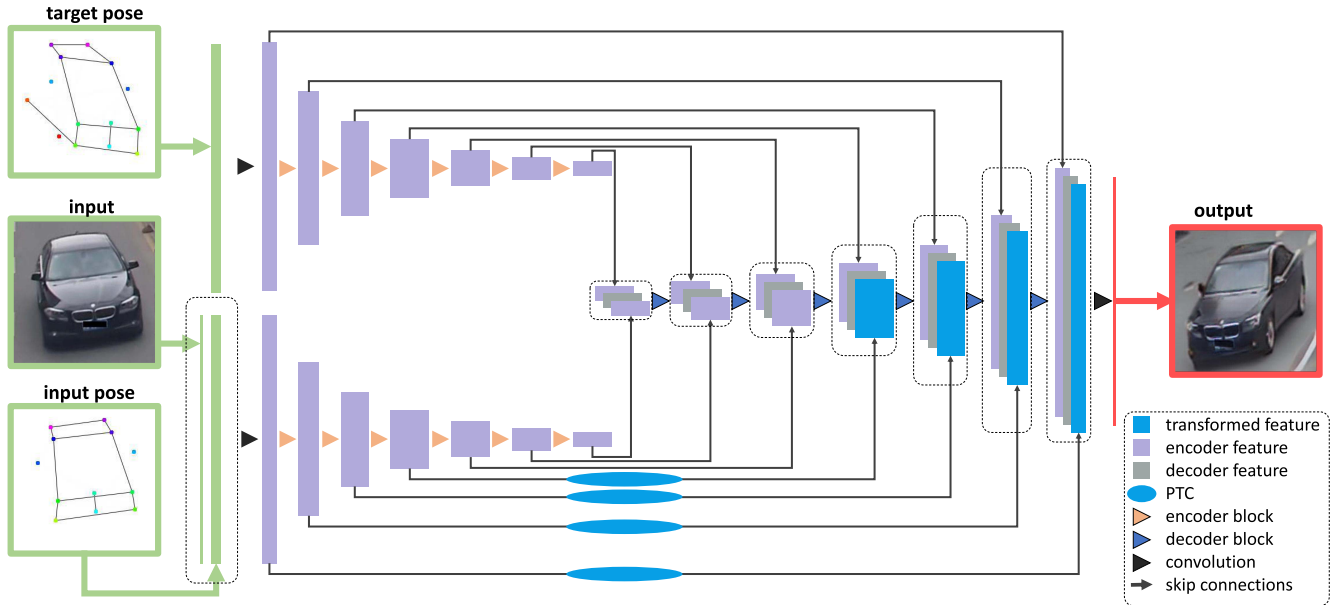 target pose
input
input pose
output
transformed feature
encoder feature
decoder feature
PTC
encoder block
decoder block
convolution
skip connections